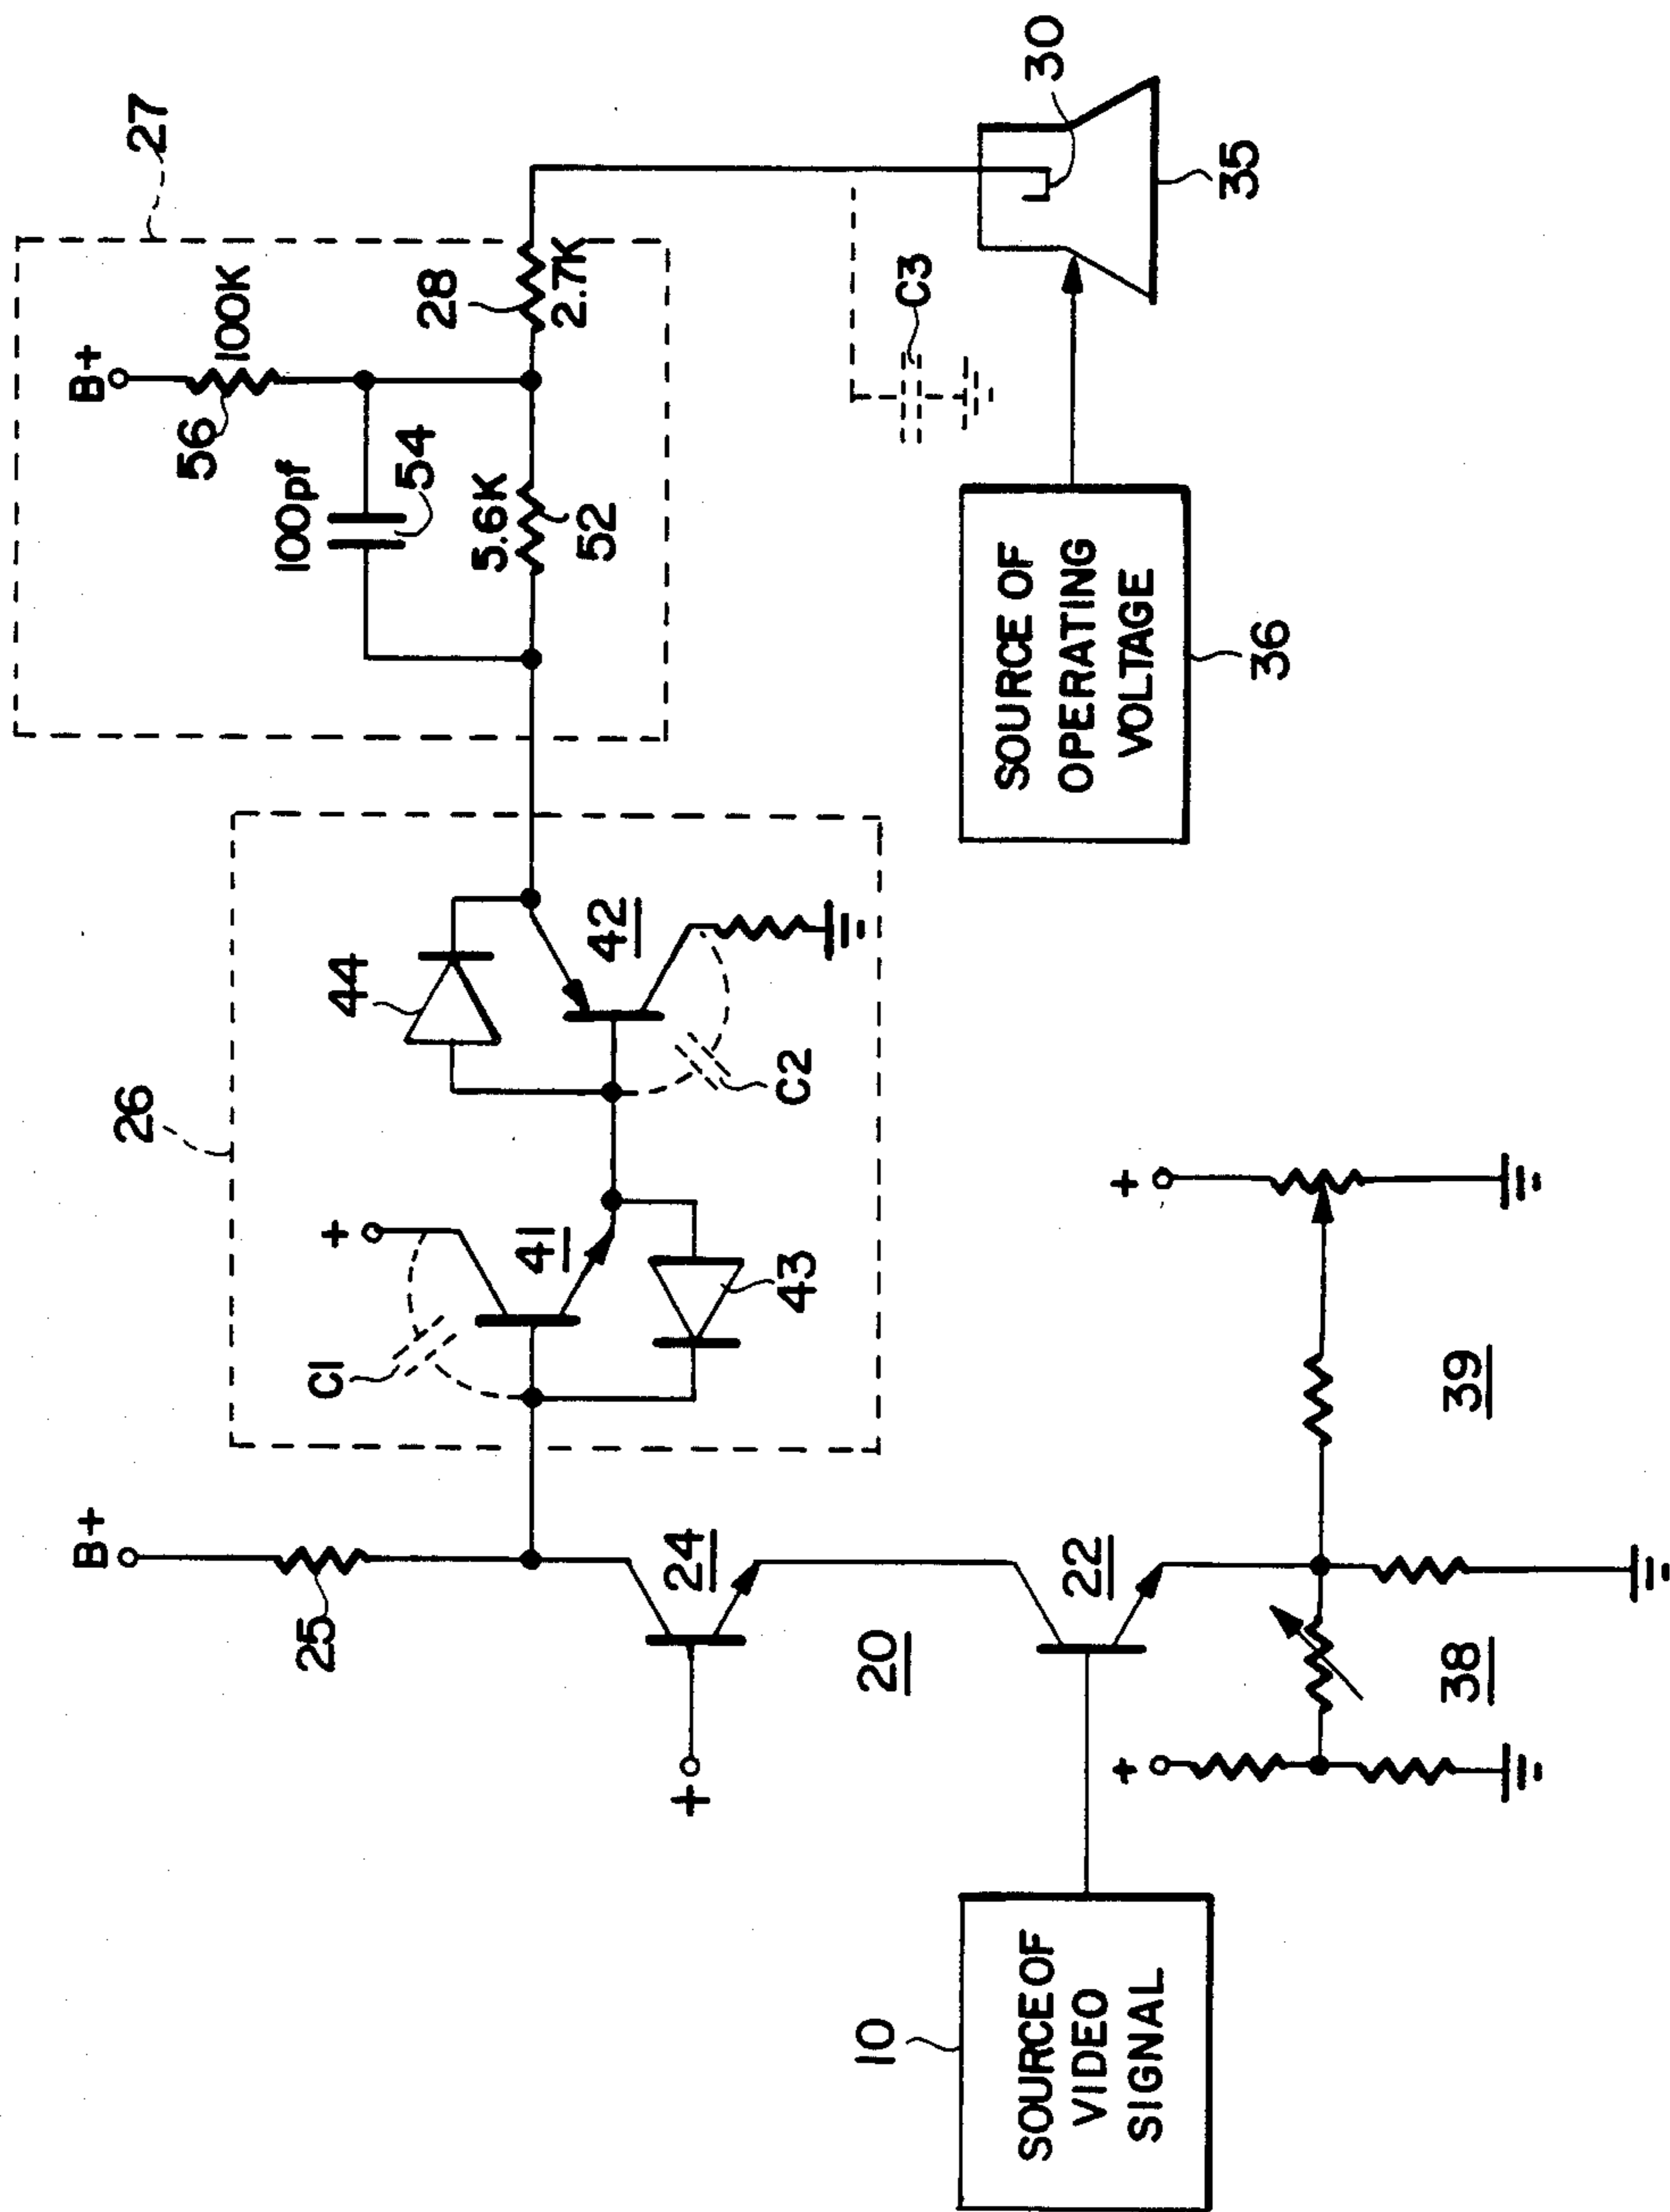 B+
B+
26
27
56
100K
25
C1
+
44
100pf
54
28
5.6K
2.7K
41
42
52
+
24
43
C2
20
C3
10
22
SOURCE OF
VIDEO
SIGNAL
SOURCE OF
OPERATING
VOLTAGE
30
+
+
36
35
38
39